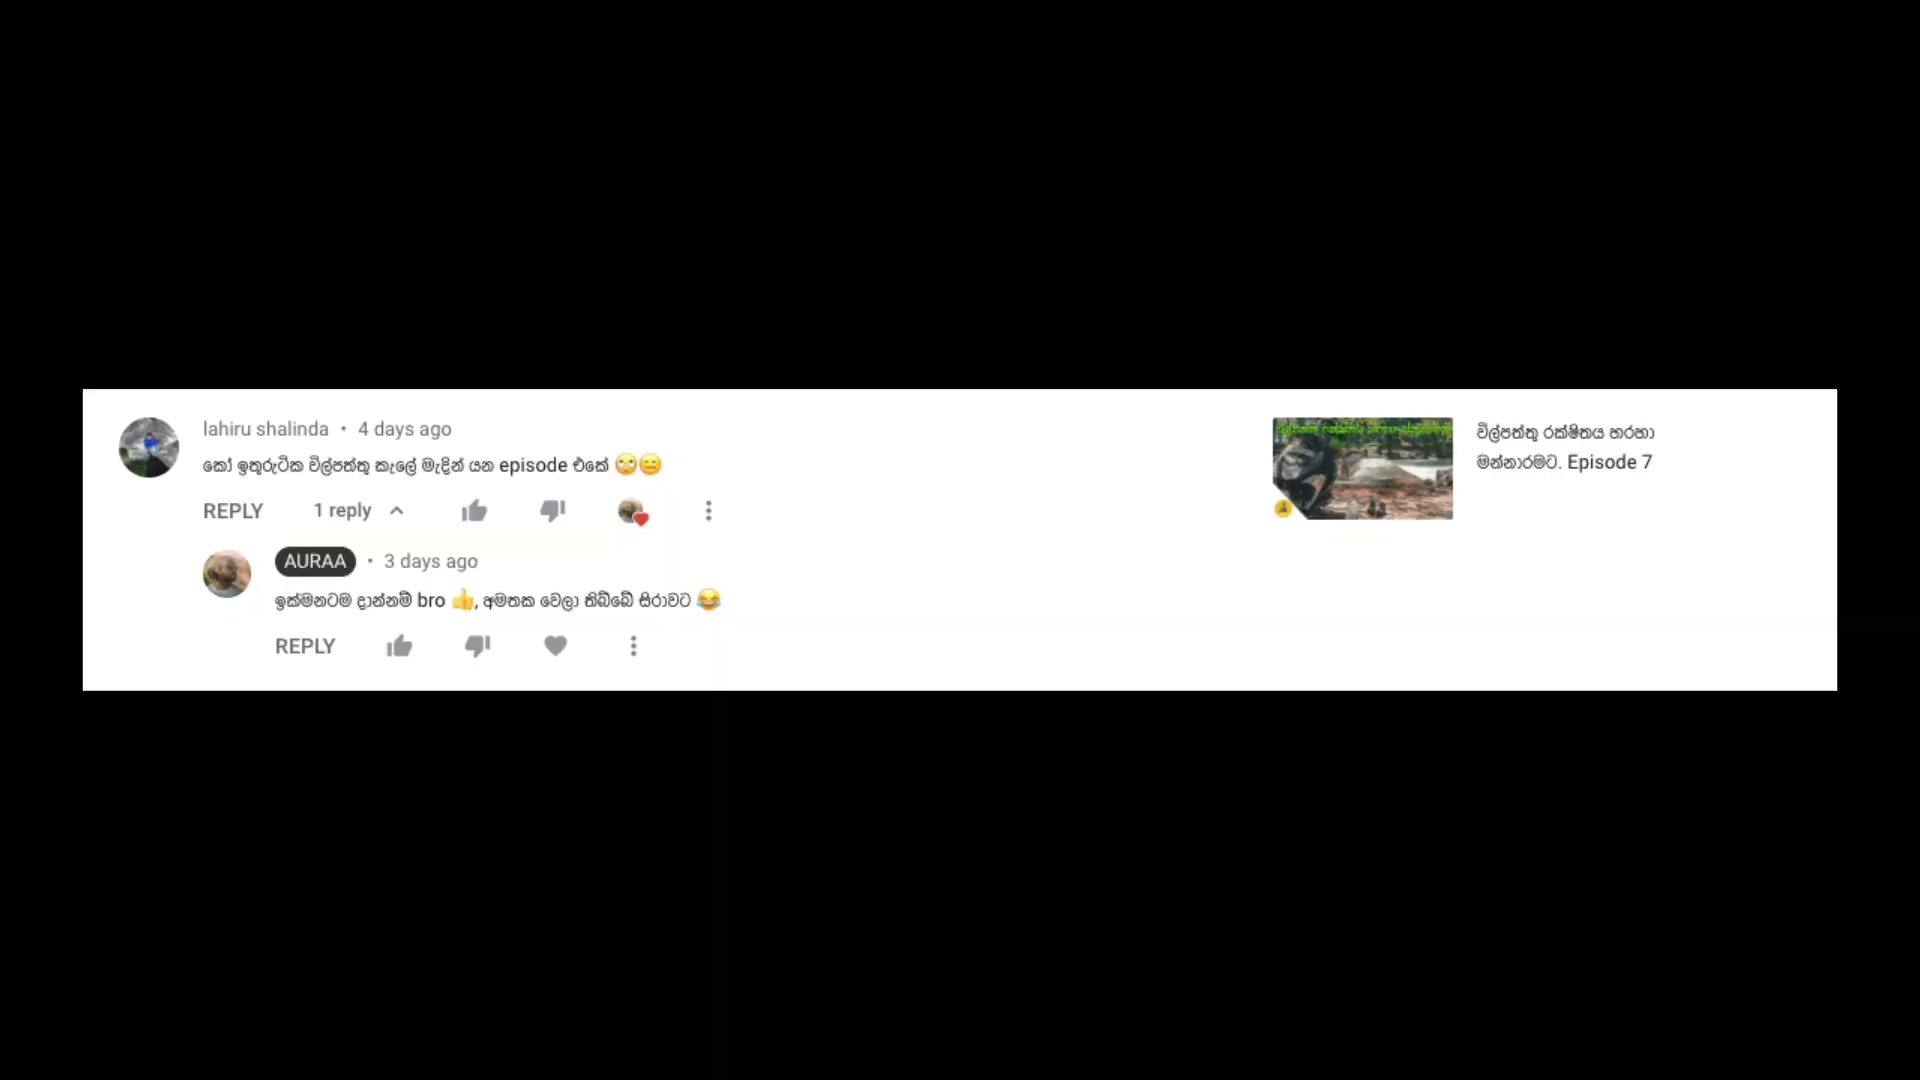 lahiru shalinda • 4 days ago
කෝ ඉතුරුටික විල්පත්තු කැලේ මැදින් යන episode එකේ 🙄😑
REPLY 1 reply
AURAA • 3 days ago
ඉක්මනටම දාන්නම් bro 👍, අමතක වෙලා තිබ්බේ සිරාවට 😂
REPLY
විල්පත්තු රක්ෂිතය හරහා
මන්නාරමට. Episode 7